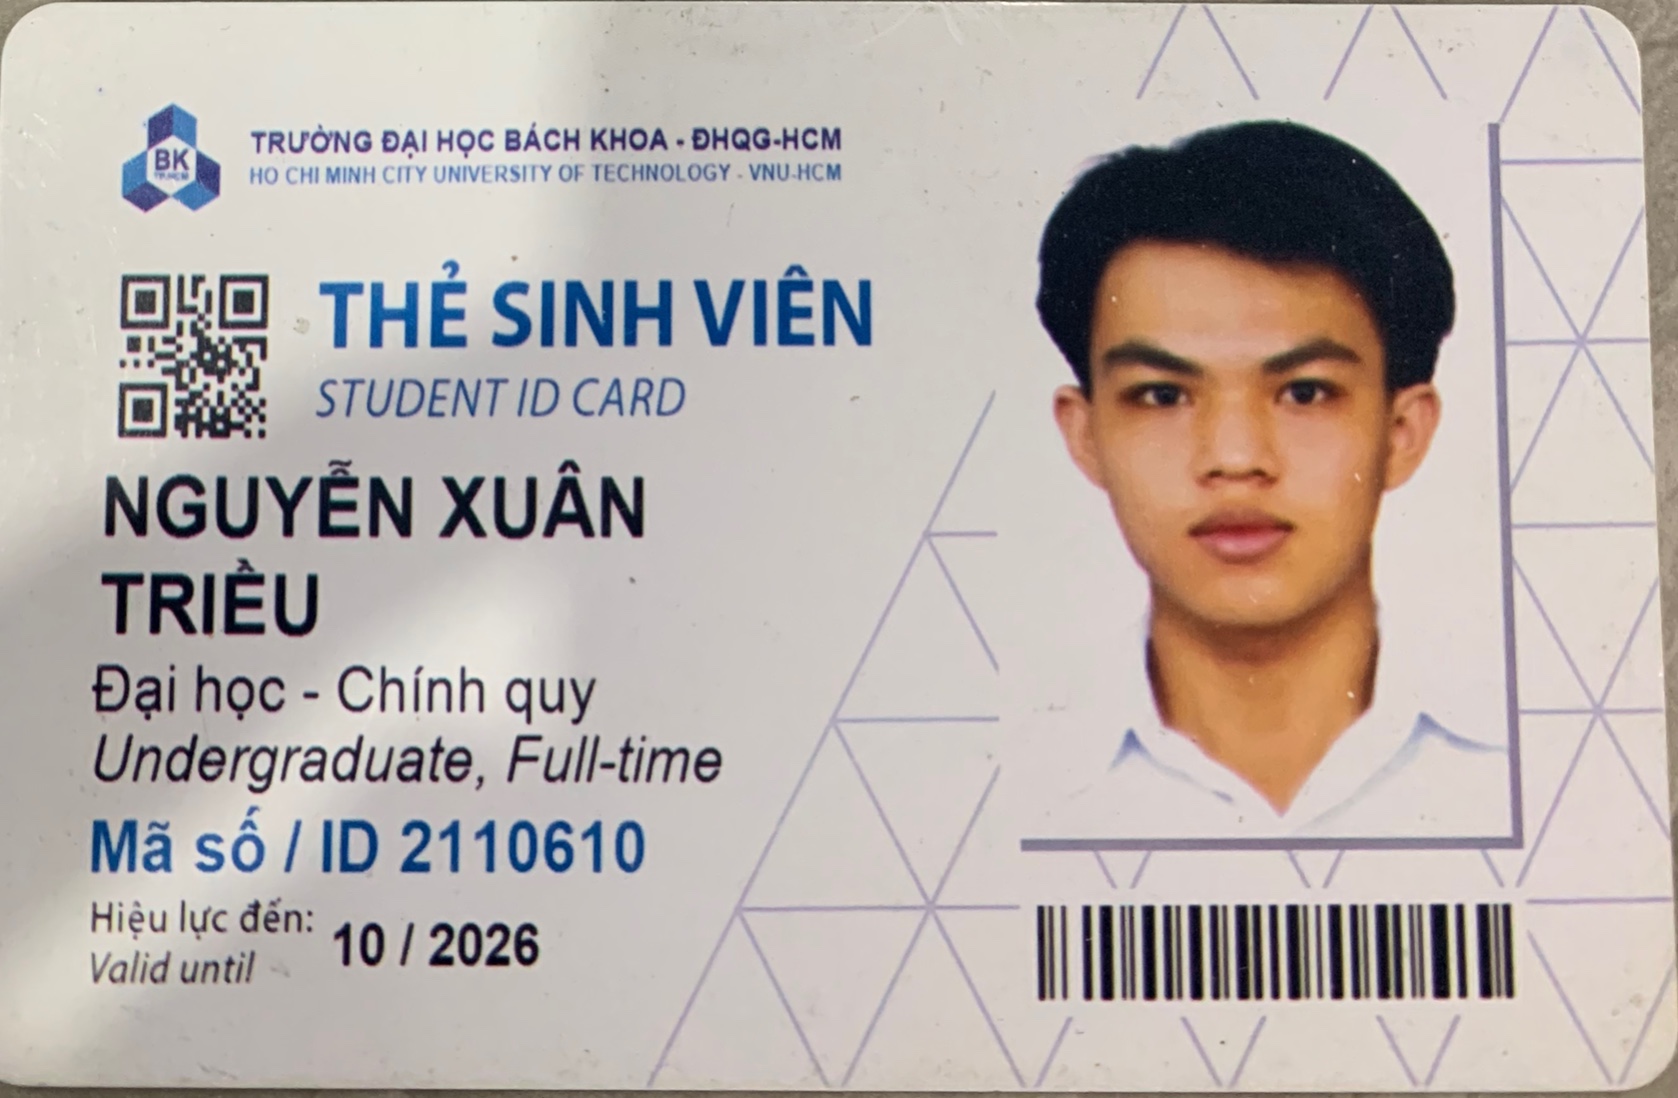 BK
TP.HCM
TRƯỜNG ĐẠI HỌC BÁCH KHOA - ĐHQG-HCM
HO CHI MINH CITY UNIVERSITY OF TECHNOLOGY - VNU-HCM
THẺ SINH VIÊN
STUDENT ID CARD
NGUYỄN XUÂN
TRIỀU
Đại học - Chính quy
Undergraduate, Full-time
Mã số / ID 2110610
Hiệu lực đến: 10 / 2026
Valid until